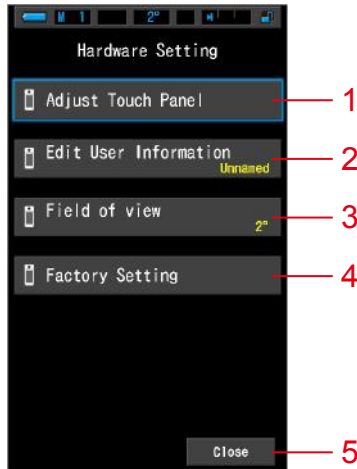 M 1 2°
Hardware Setting
Adjust Touch Panel 1
Edit User Information 2
Unnamed
Field of view 3
2°
Factory Setting 4
Close 5